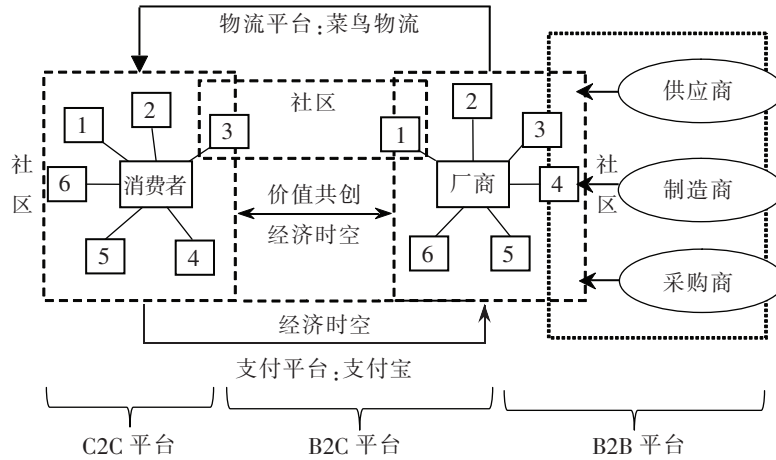 物流平台:菜鸟物流
社区
供应商
1
2
3
1
2
3
社
区
6
消费者
价值共创
厂商
4
社
区
制造商
5
4
经济时空
6
5
采购商
经济时空
支付平台:支付宝
C2C 平台
B2C 平台
B2B 平台